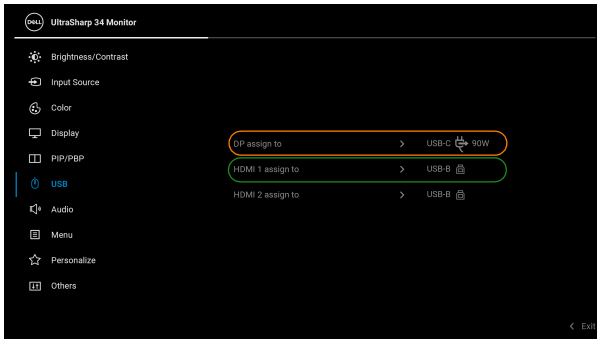 DELL UltraSharp 34 Monitor
Brightness/Contrast
Input Source
Color
Display
DP assign to USB-C 90W
PIP/PBP
HDMI 1 assign to USB-B
USB
HDMI 2 assign to USB-B
Audio
Menu
Personalize
Others
Exit